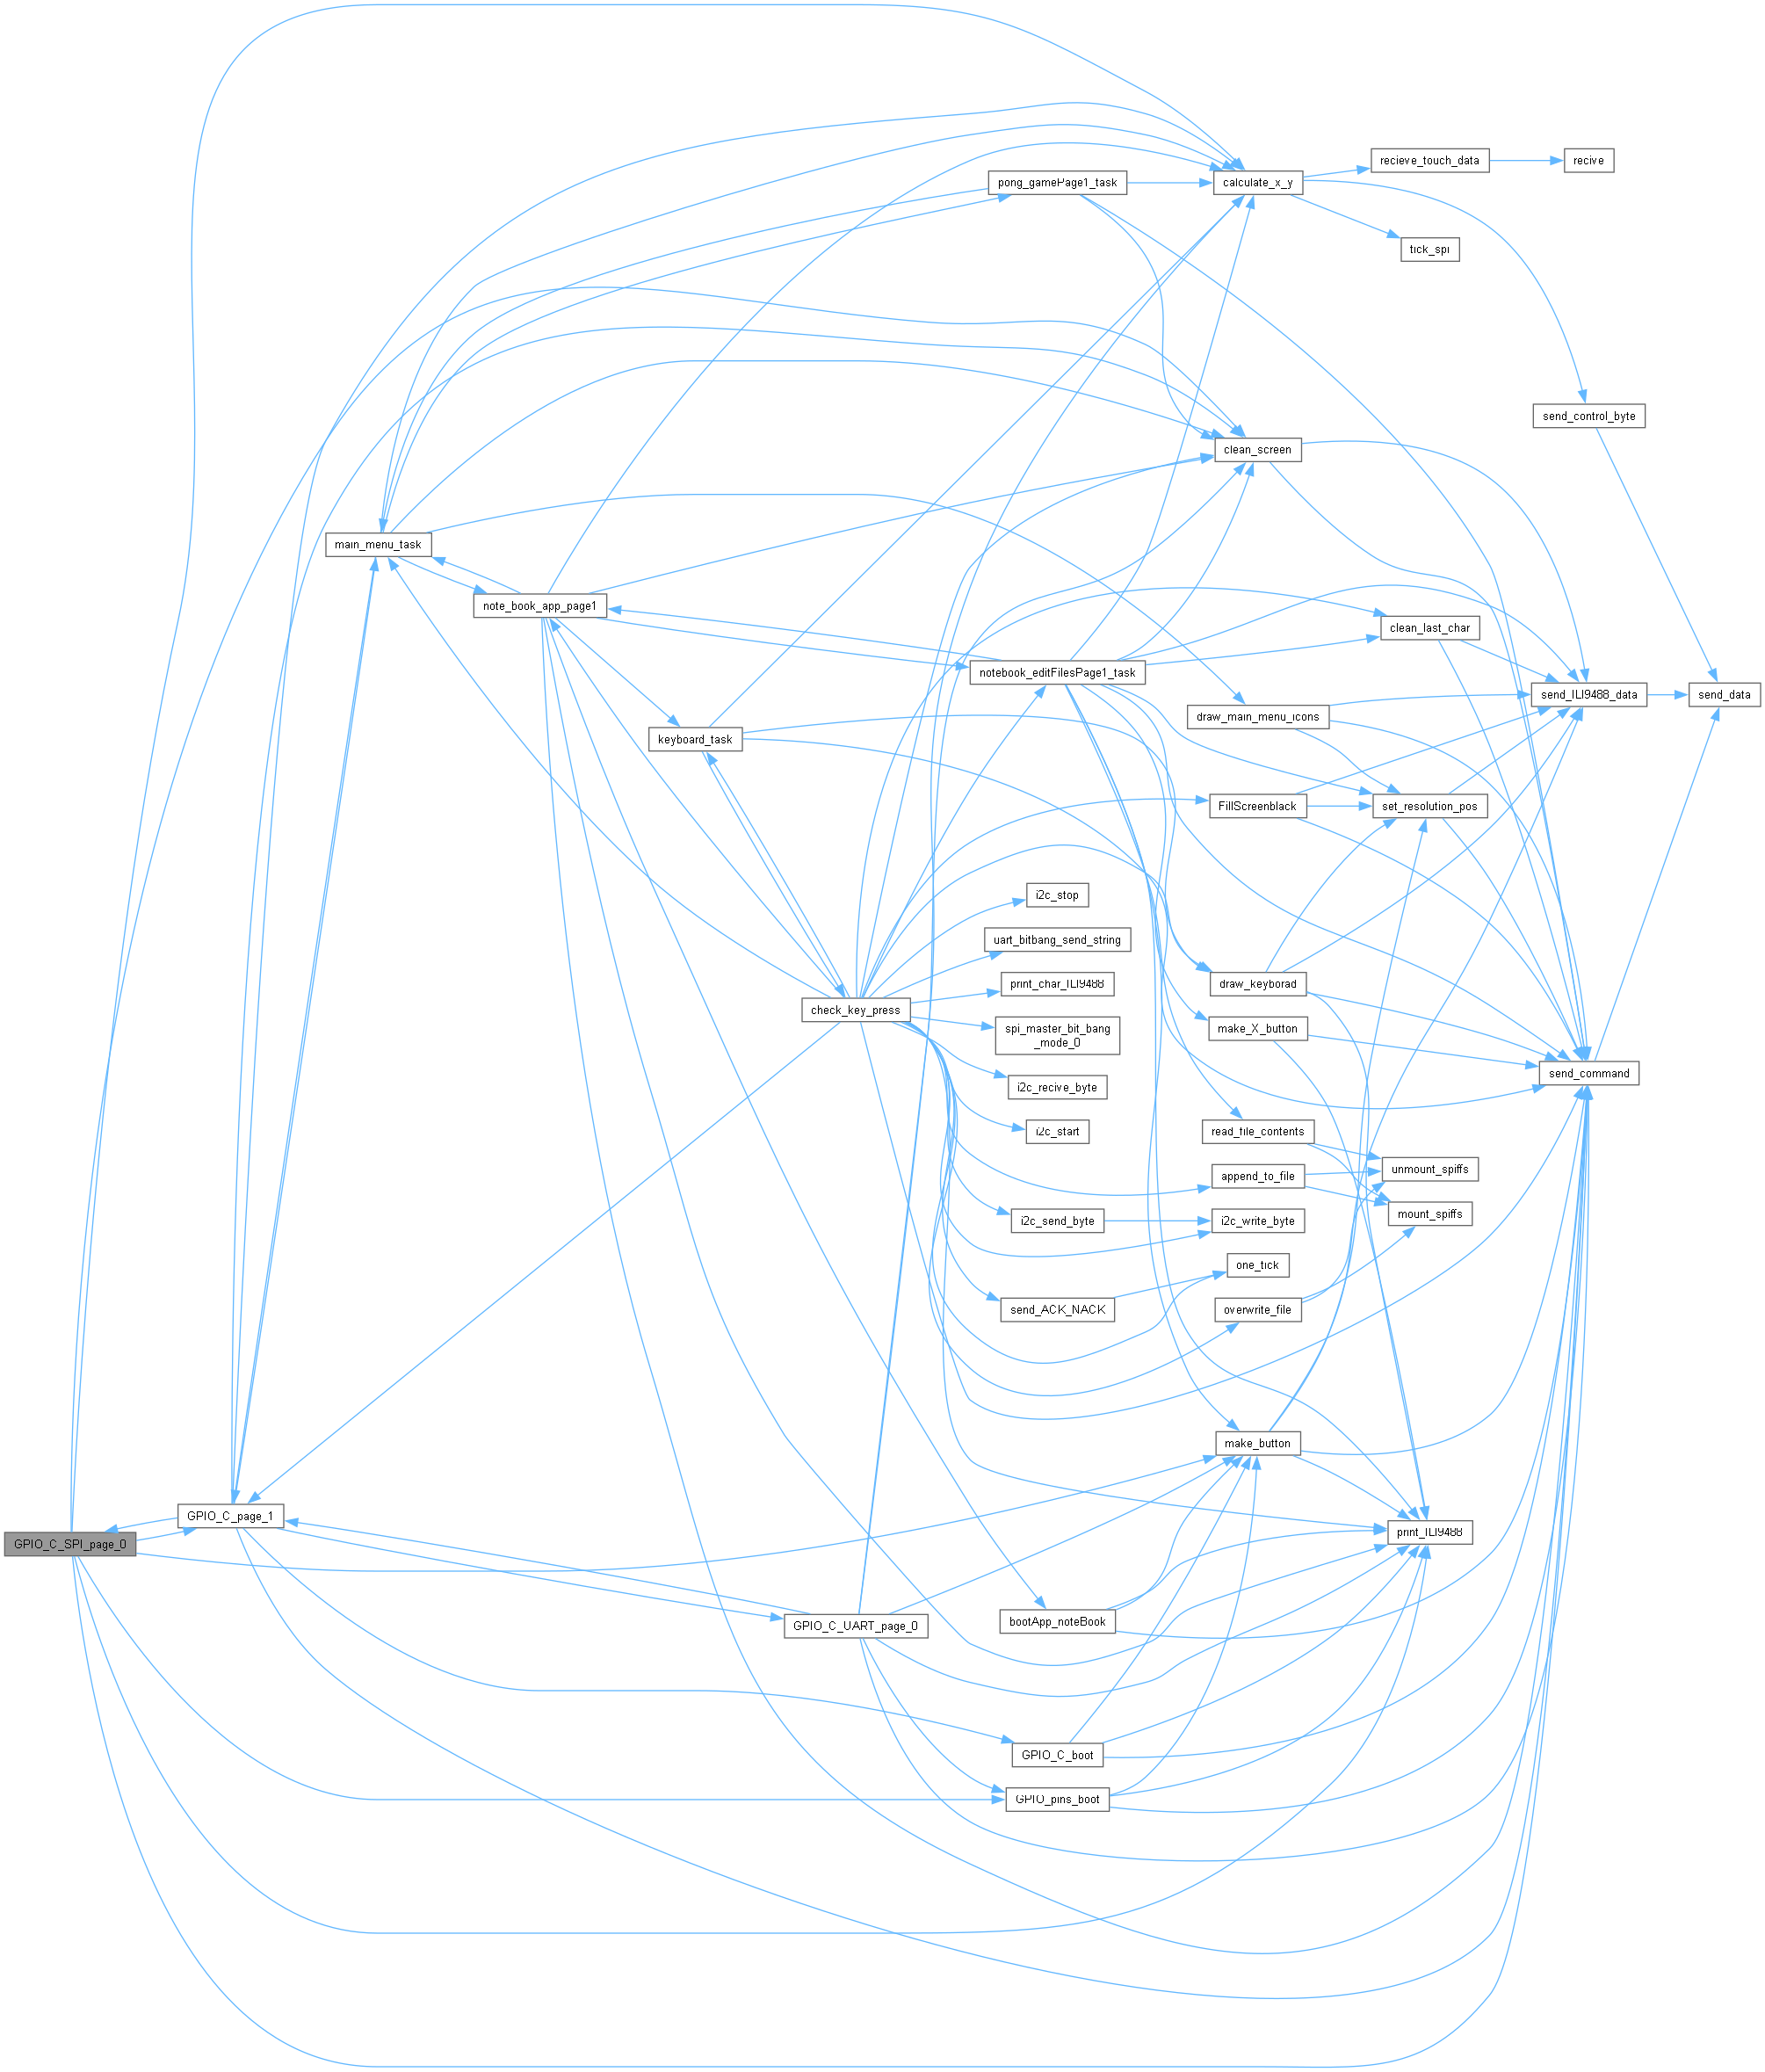 recieve_touch_data
recive
pong_gamePage1_task
calculate_x_y
tick_spi
send_control_byte
clean_screen
main_menu_task
note_book_app_page1
clean_last_char
notebook_editFilesPage1_task
send_ILI9488_data
send_data
draw_main_menu_icons
keyboard_task
FillScreenblack
set_resolution_pos
i2c_stop
uart_bitbang_send_string
print_char_ILI9488
draw_keyborad
check_key_press
spi_master_bit_bang
_mode_0
make_X_button
send_command
i2c_recive_byte
i2c_start
read_file_contents
unmount_spiffs
append_to_file
mount_spiffs
i2c_send_byte
i2c_write_byte
one_tick
send_ACK_NACK
overwrite_file
make_button
GPIO_C_page_1
print_ILI9488
GPIO_C_SPI_page_0
bootApp_noteBook
GPIO_C_UART_page_0
GPIO_C_boot
GPIO_pins_boot